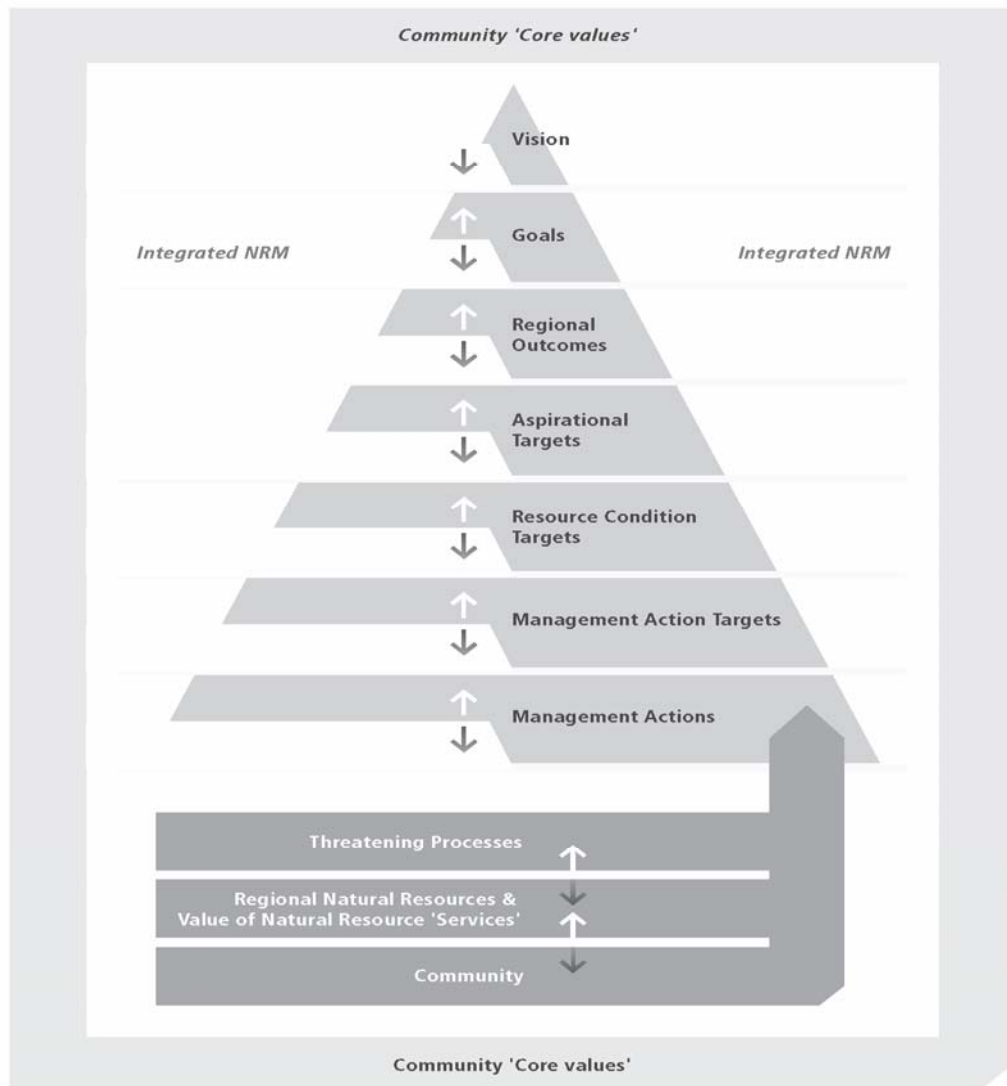 Community 'Core values'
Vision
Goals
Integrated NRM
Integrated NRM
Regional
Outcomes
Aspirational
Targets
Resource Condition
Targets
Management Action Targets
Management Actions
Threatening Processes
Regional Natural Resources &
Value of Natural Resource 'Services'
Community
Community 'Core values'